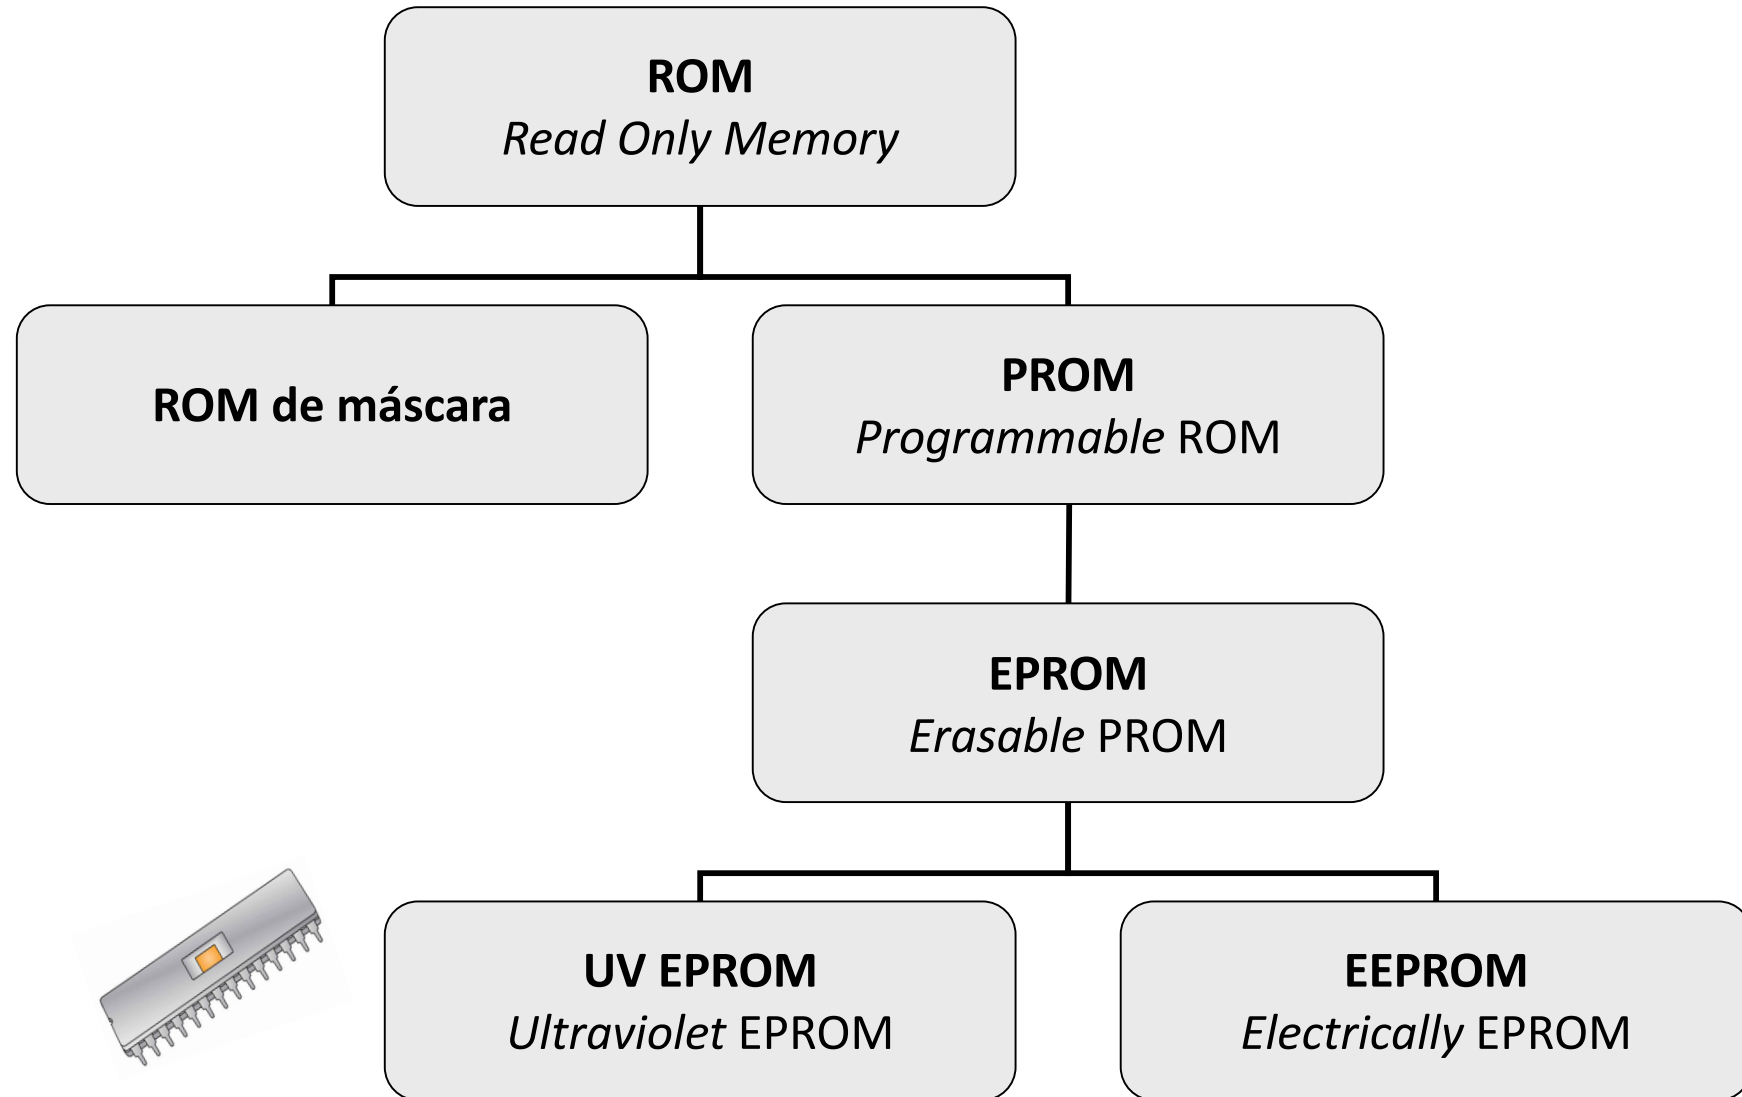 ROM
Read Only Memory
ROM de máscara
PROM
Programmable ROM
EPROM
Erasable PROM
UV EPROM
Ultraviolet EPROM
EEPROM
Electrically EPROM